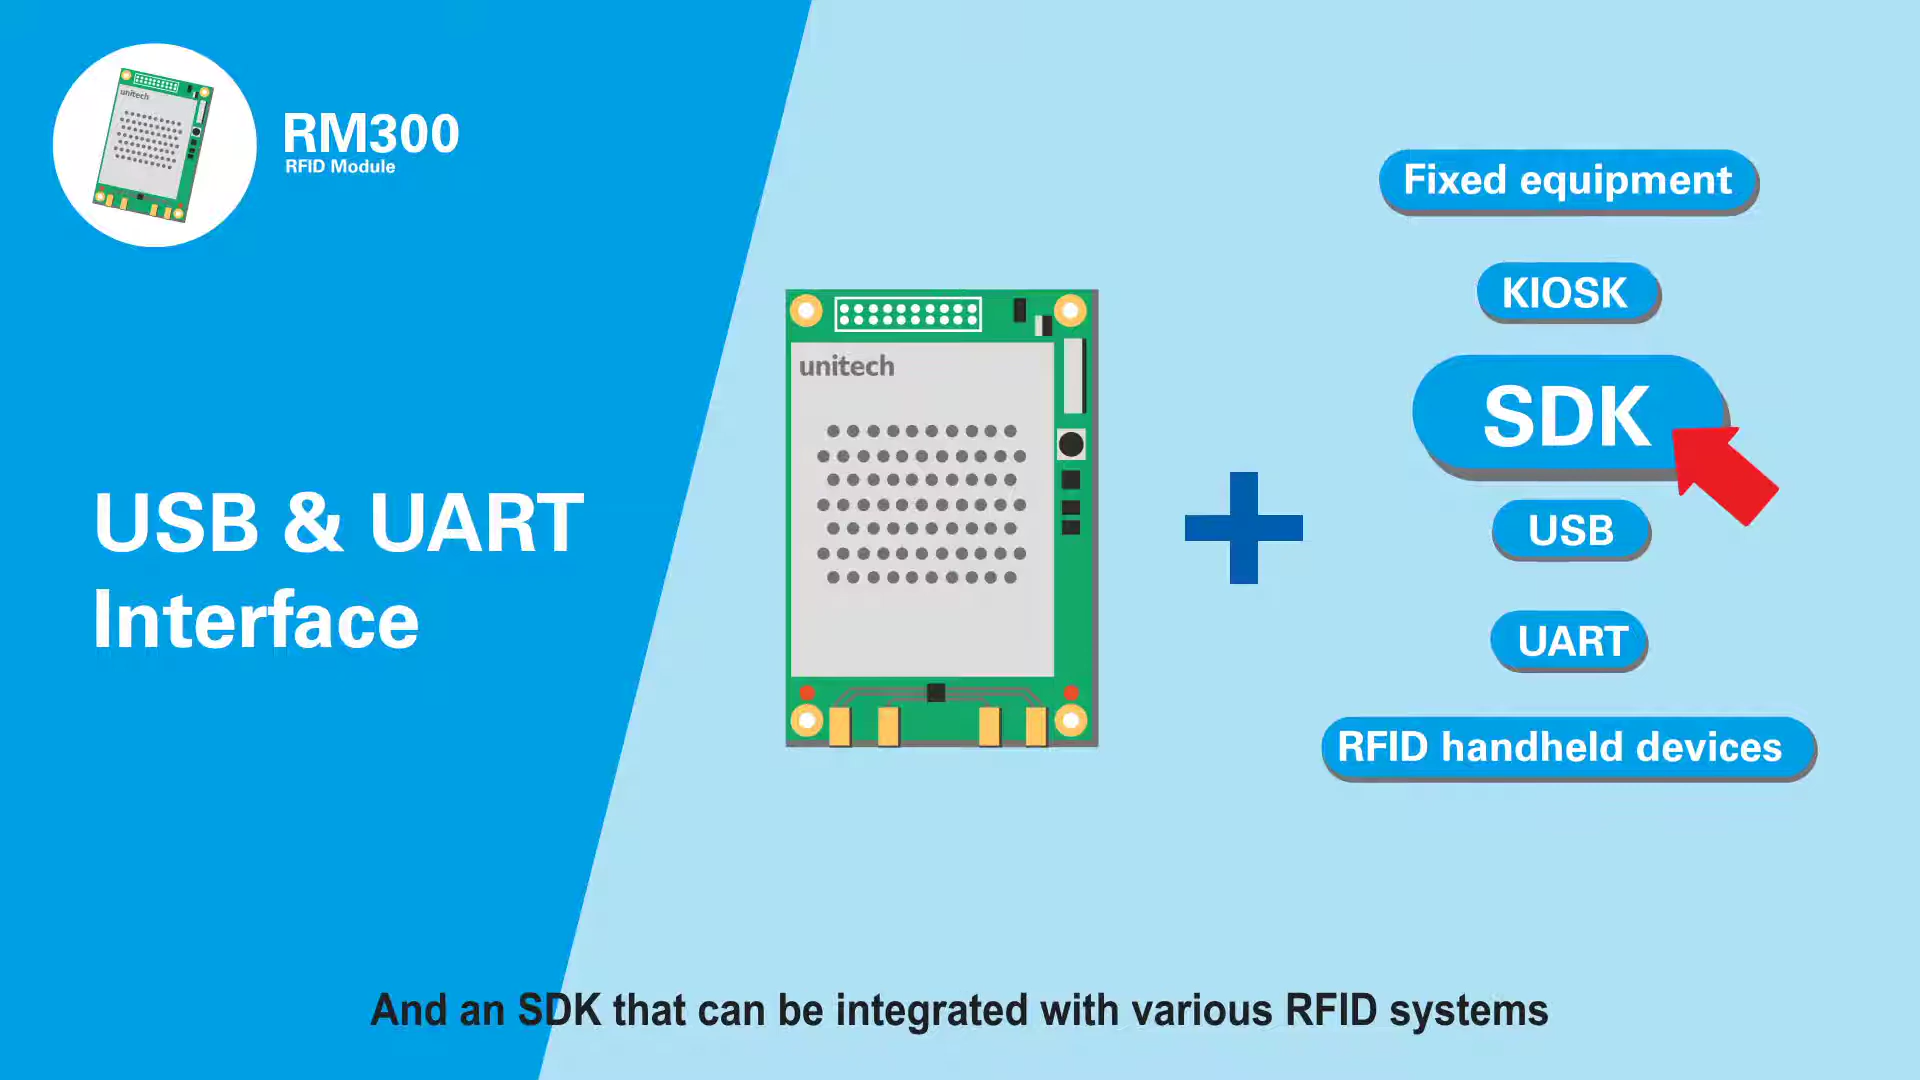 unitech
RM300
RFID Module
USB & UART
Interface
unitech
Fixed equipment
KIOSK
SDK
USB
UART
RFID handheld devices
And an SDK that can be integrated with various RFID systems